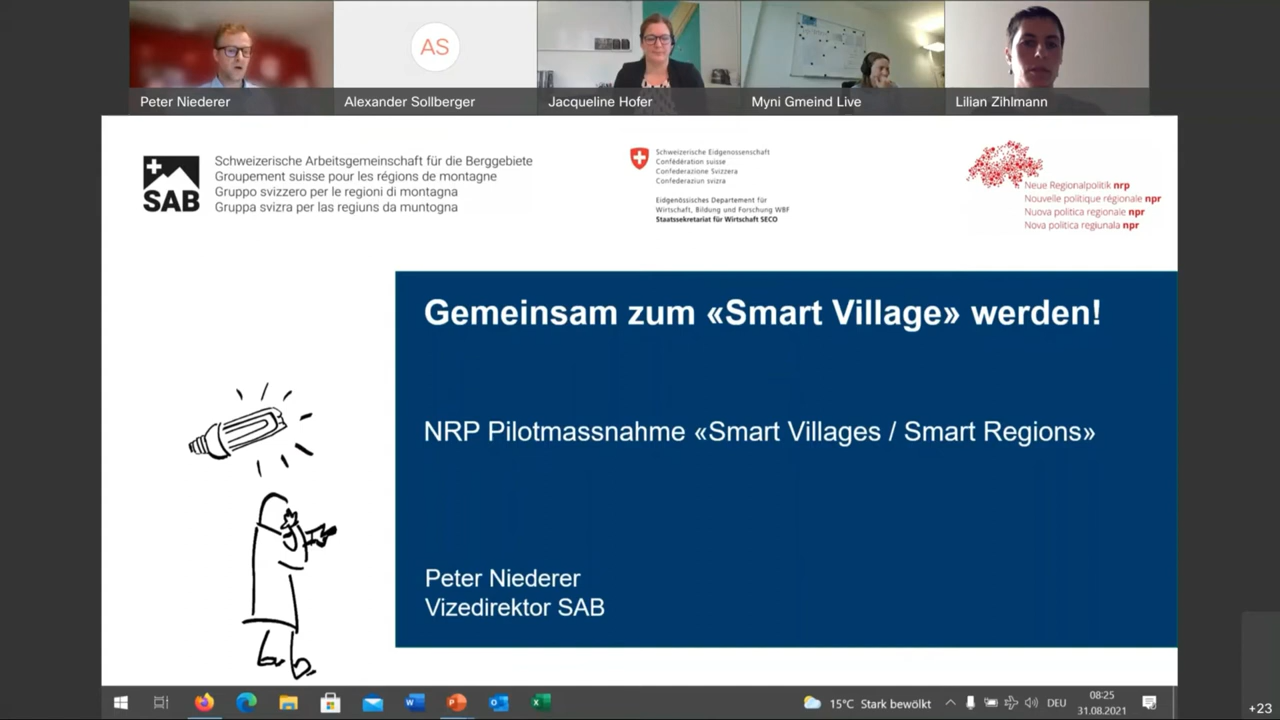 AS
Peter Niederer
Alexander Sollberger
Jacqueline Hofer
Myni Gmeind Live
Lilian Zihlmann
SAB
Schweizerische Arbeitsgemeinschaft für die Berggebiete
Groupement suisse pour les régions de montagne
Gruppo svizzero per le regioni di montagna
Gruppa svizra per las regiuns da muntogna
Schweizerische Eidgenossenschaft
Confédération suisse
Confederazione Svizzera
Confederaziun svizra
Eidgenössisches Departement für
Wirtschaft, Bildung und Forschung WBF
Staatssekretariat für Wirtschaft SECO
Neue Regionalpolitik nrp
Nouvelle politique régionale npr
Nuova politica regionale npr
Nova politica regiunala npr
Gemeinsam zum «Smart Village» werden!
NRP Pilotmassnahme «Smart Villages / Smart Regions»
Peter Niederer
Vizedirektor SAB
15°C Stark bewölkt
DEU
08:25
31.08.2021
+23